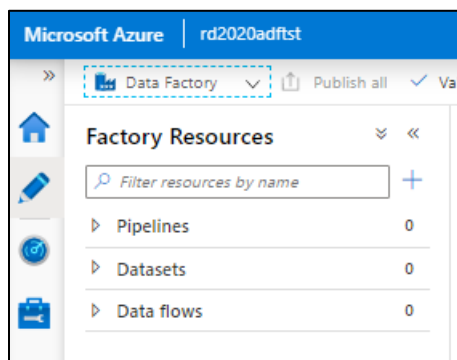 Microsoft Azure rd2020adftst
»
Data Factory Publish all Va
Factory Resources
«
Filter resources by name
Pipelines 0
Datasets 0
Data flows 0